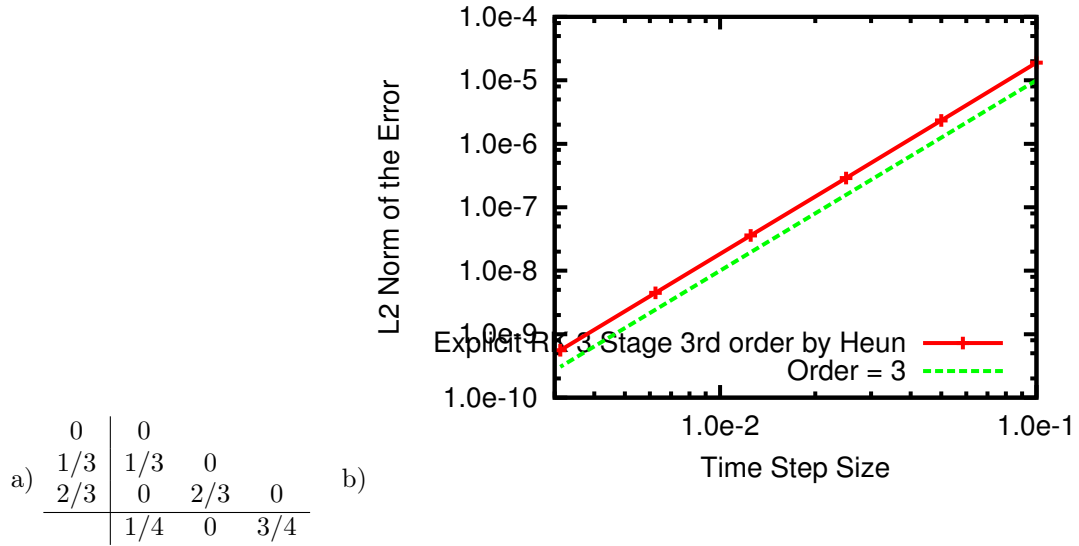 1.0e-4
1.0e-5
1.0e-6
1.0e-7
1.0e-8
1.0e-9
1.0e-10
L2 Norm of the Error
Explicit RK 3 Stage 3rd order by Heun
Order = 3
1.0e-2 1.0e-1
Time Step Size
a)
0 0
1/3 1/3 0
2/3 0 2/3 0
1/4 0 3/4
b)